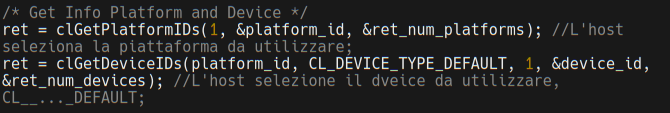 /* Get Info Platform and Device */
ret = clGetPlatformIDs(1, &platform_id, &ret_num_platforms); //L'host
seleziona la piattaforma da utilizzare;
ret = clGetDeviceIDs(platform_id, CL_DEVICE_TYPE_DEFAULT, 1, &device_id,
&ret_num_devices); //L'host selezione il dveice da utilizzare,
CL__..._DEFAULT;